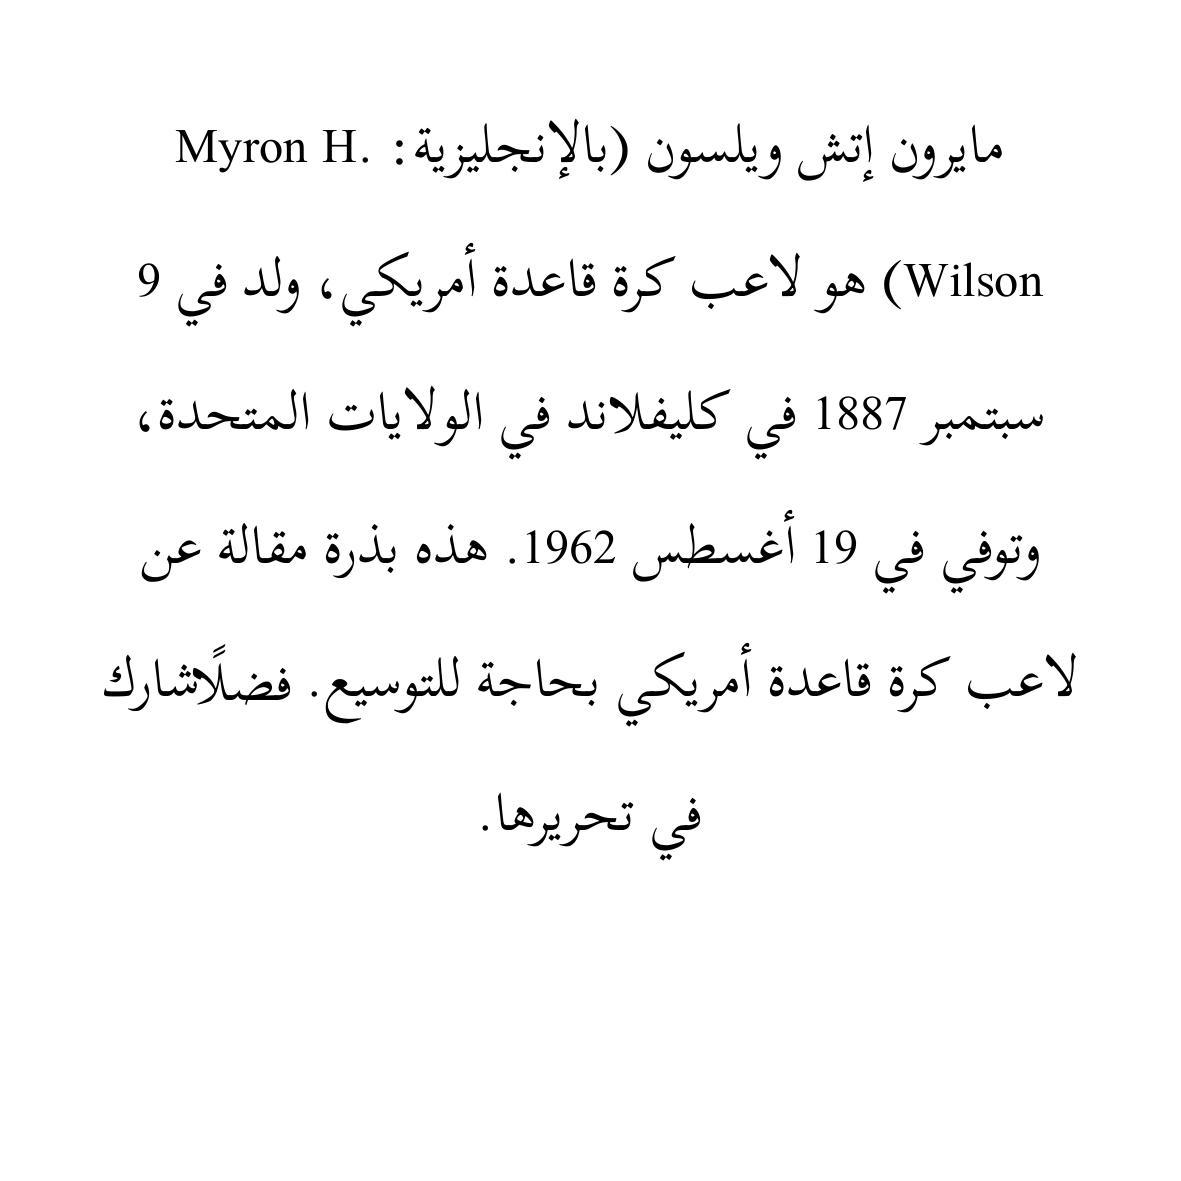 مايرون إتش ويلسون (بالإنجليزية: Myron H.
Wilson) هو لاعب كرة قاعدة أمريكي، ولد في 9
سبتمبر 1887 في كليفلاند في الولايات المتحدة،
وتوفي في 19 أغسطس 1962. هذه بذرة مقالة عن
لاعب كرة قاعدة أمريكي بحاجة للتوسيع. فضلًاشارك
في تحريرها.